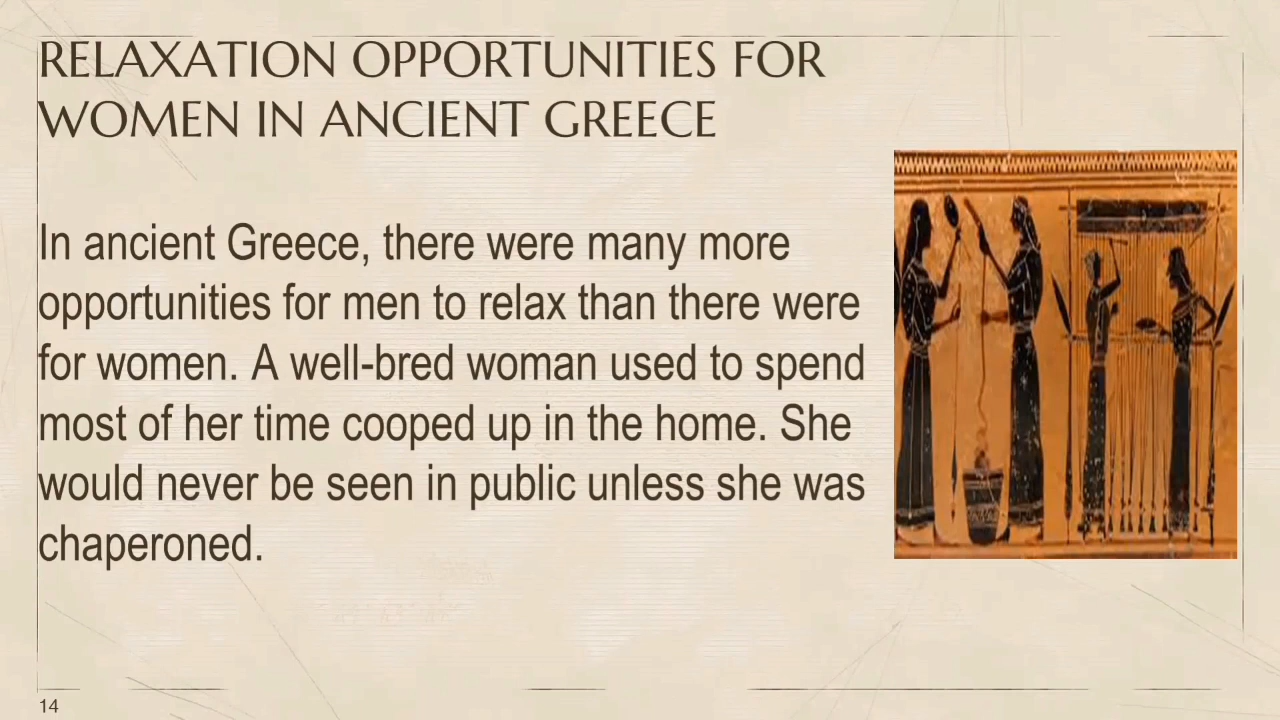 RELAXATION OPPORTUNITIES FOR
WOMEN IN ANCIENT GREECE
In ancient Greece, there were many more
opportunities for men to relax than there were
for women. A well-bred woman used to spend
most of her time cooped up in the home. She
would never be seen in public unless she was
chaperoned.
14